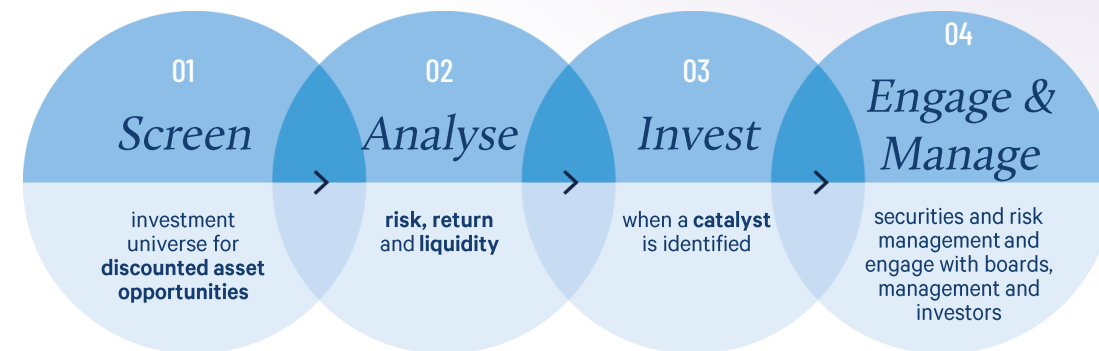 01
Screen
investment
universe for
discounted asset
opportunities
02
Analyse
risk, return
and liquidity
03
Invest
when a catalyst
is identified
04
Engage &
Manage
securities and risk
management and
engage with boards,
management and
investors